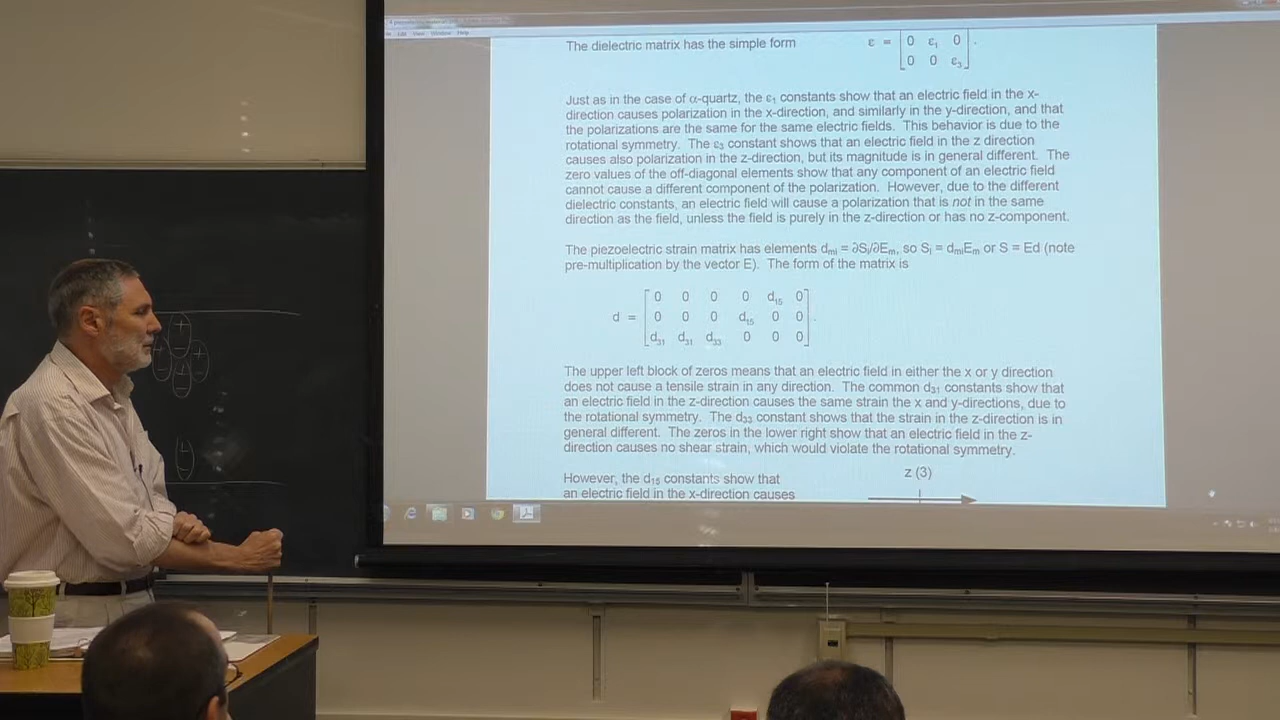 The dielectric matrix has the simple form
ε = 0 ε₁ 0
0 0 ε₃
Just as in the case of α-quartz, the ε₁ constants show that an electric field in the x-
direction causes polarization in the x-direction, and similarly in the y-direction, and that
the polarizations are the same for the same electric fields. This behavior is due to the
rotational symmetry. The ε₃ constant shows that an electric field in the z direction
causes also polarization in the z-direction, but its magnitude is in general different. The
zero values of the off-diagonal elements show that any component of an electric field
cannot cause a different component of the polarization. However, due to the different
dielectric constants, an electric field will cause a polarization that is not in the same
direction as the field, unless the field is purely in the z-direction or has no z-component.
The piezoelectric strain matrix has elements dₘᵢ = ∂Sᵢ/∂Eₘ, so Sᵢ = dₘᵢEₘ or S = Ed (note
pre-multiplication by the vector E). The form of the matrix is
0 0 0 0 d₁₅ 0
d = 0 0 0 d₁₅ 0 0 .
d₃₁ d₃₁ d₃₃ 0 0 0
The upper left block of zeros means that an electric field in either the x or y direction
does not cause a tensile strain in any direction. The common d₃₁ constants show that
an electric field in the z-direction causes the same strain the x and y-directions, due to
the rotational symmetry. The d₃₃ constant shows that the strain in the z-direction is in
general different. The zeros in the lower right show that an electric field in the z-
direction causes no shear strain, which would violate the rotational symmetry.
However, the d₁₅ constants show that
an electric field in the x-direction causes
z (3)